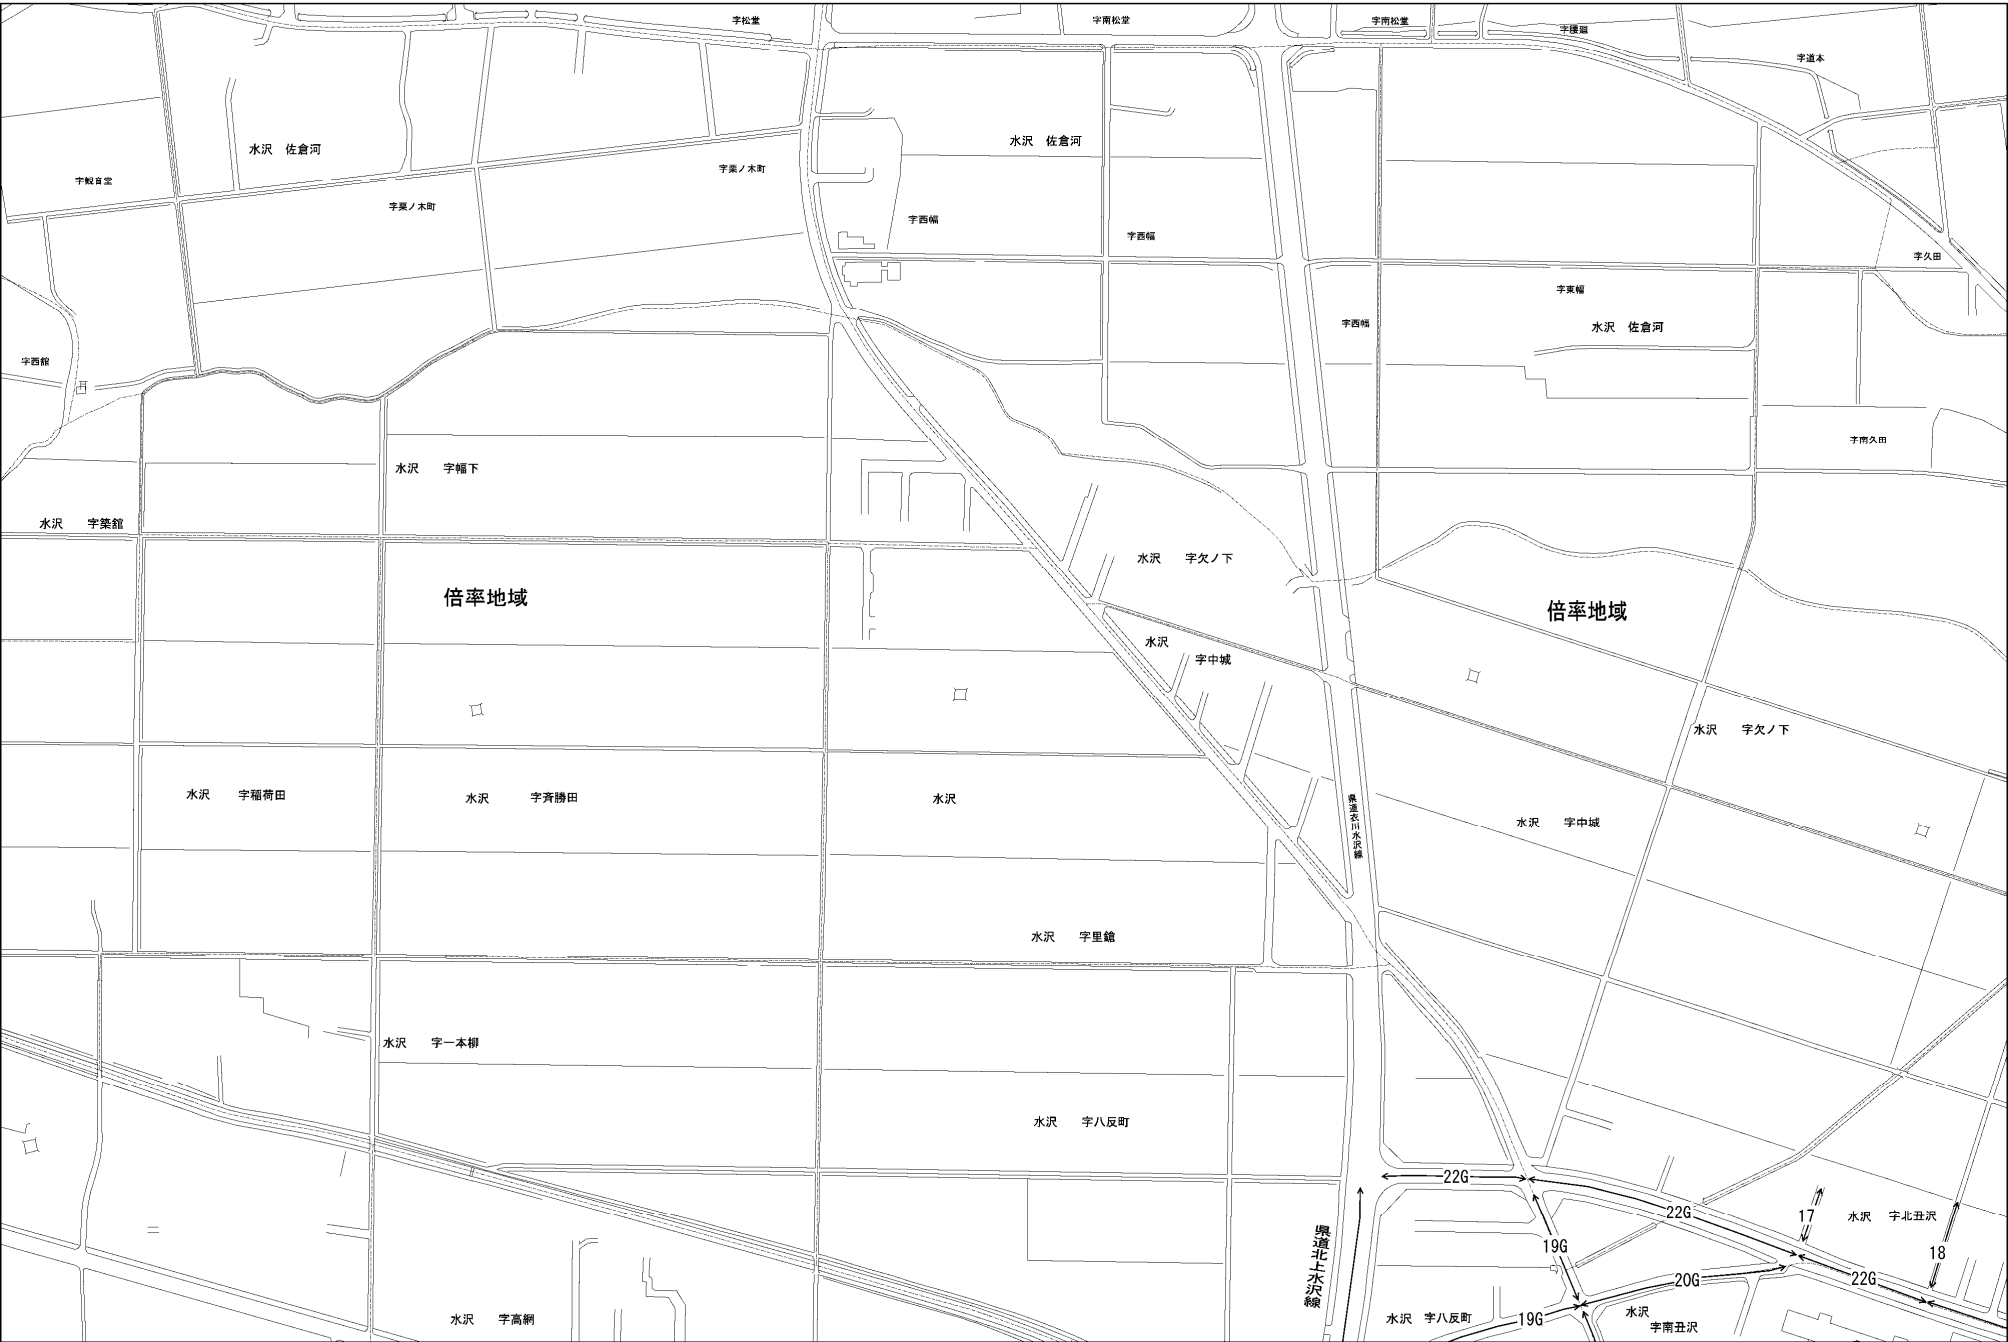 字松堂
字南松堂
字南松堂
字腰廻
字道本
水沢　佐倉河
水沢　佐倉河
字観音堂
字栗ノ木町
字栗ノ木町
字西幅
字西幅
字久田
字東幅
字西幅
水沢　佐倉河
字西館
字南久田
水沢　字幅下
水沢　字築舘
水沢　字欠ノ下
倍率地域
倍率地域
水沢
字中城
水沢　字欠ノ下
水沢　字稲荷田
水沢　字斉勝田
水沢
県道衣川水沢線
水沢　字中城
水沢　字里鎗
水沢　字一本柳
水沢　字八反町
22G
22G
17
水沢　字北丑沢
県道北上水沢線
19G
18
20G
22G
水沢　字高網
水沢　字八反町
19G
水沢
字南丑沢